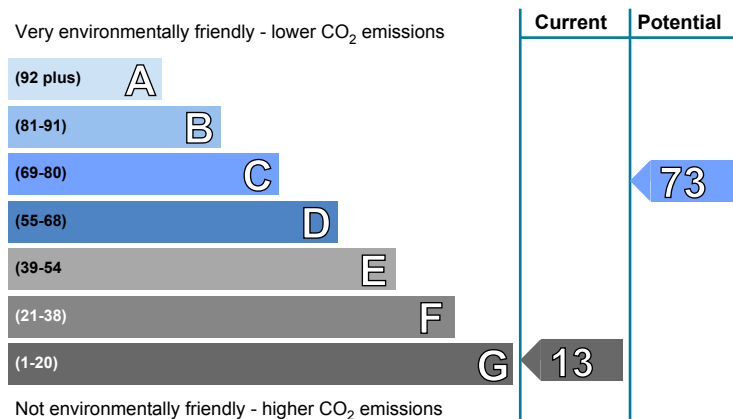 Current Potential
Very environmentally friendly - lower CO2 emissions
(92 plus) A
(81-91) B
(69-80) C
73
(55-68) D
(39-54 E
(21-38) F
(1-20) G 13
Not environmentally friendly - higher CO2 emissions